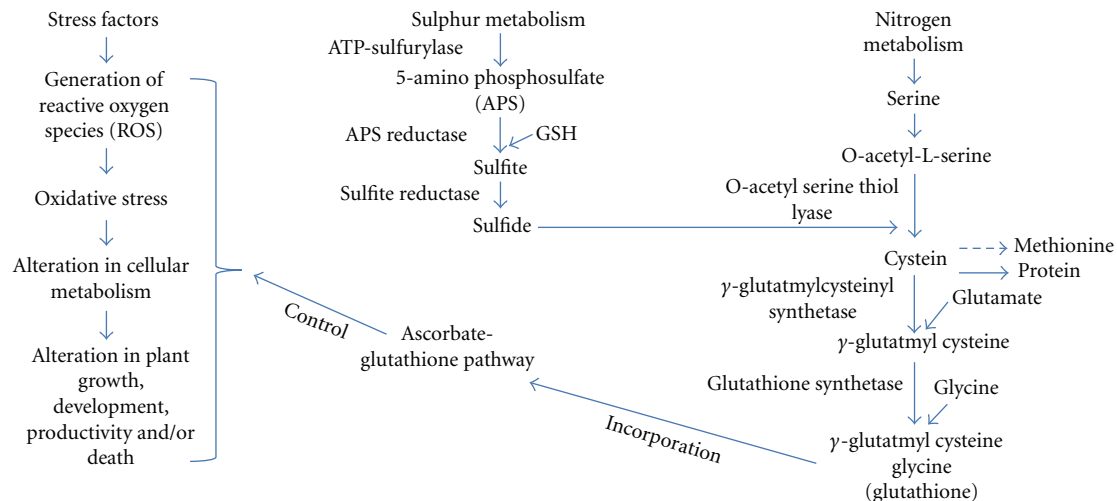 Stress factors
Generation of
reactive oxygen
species (ROS)
Oxidative stress
Alteration in cellular
metabolism
Alteration in plant
growth,
development,
productivity and/or
death
Control
Ascorbate-
glutathione pathway
Incorporation
Sulphur metabolism
ATP-sulfurylase
5-amino phosphosulfate
(APS)
APS reductase
GSH
Sulfite
Sulfite reductase
Sulfide
Nitrogen
metabolism
Serine
O-acetyl-L-serine
O-acetyl serine thiol
lyase
Cystein
Methionine
Protein
γ-glutatmylcysteinyl
synthetase
Glutamate
γ-glutatmyl cysteine
Glutathione synthetase
Glycine
γ-glutatmyl cysteine
glycine
(glutathione)